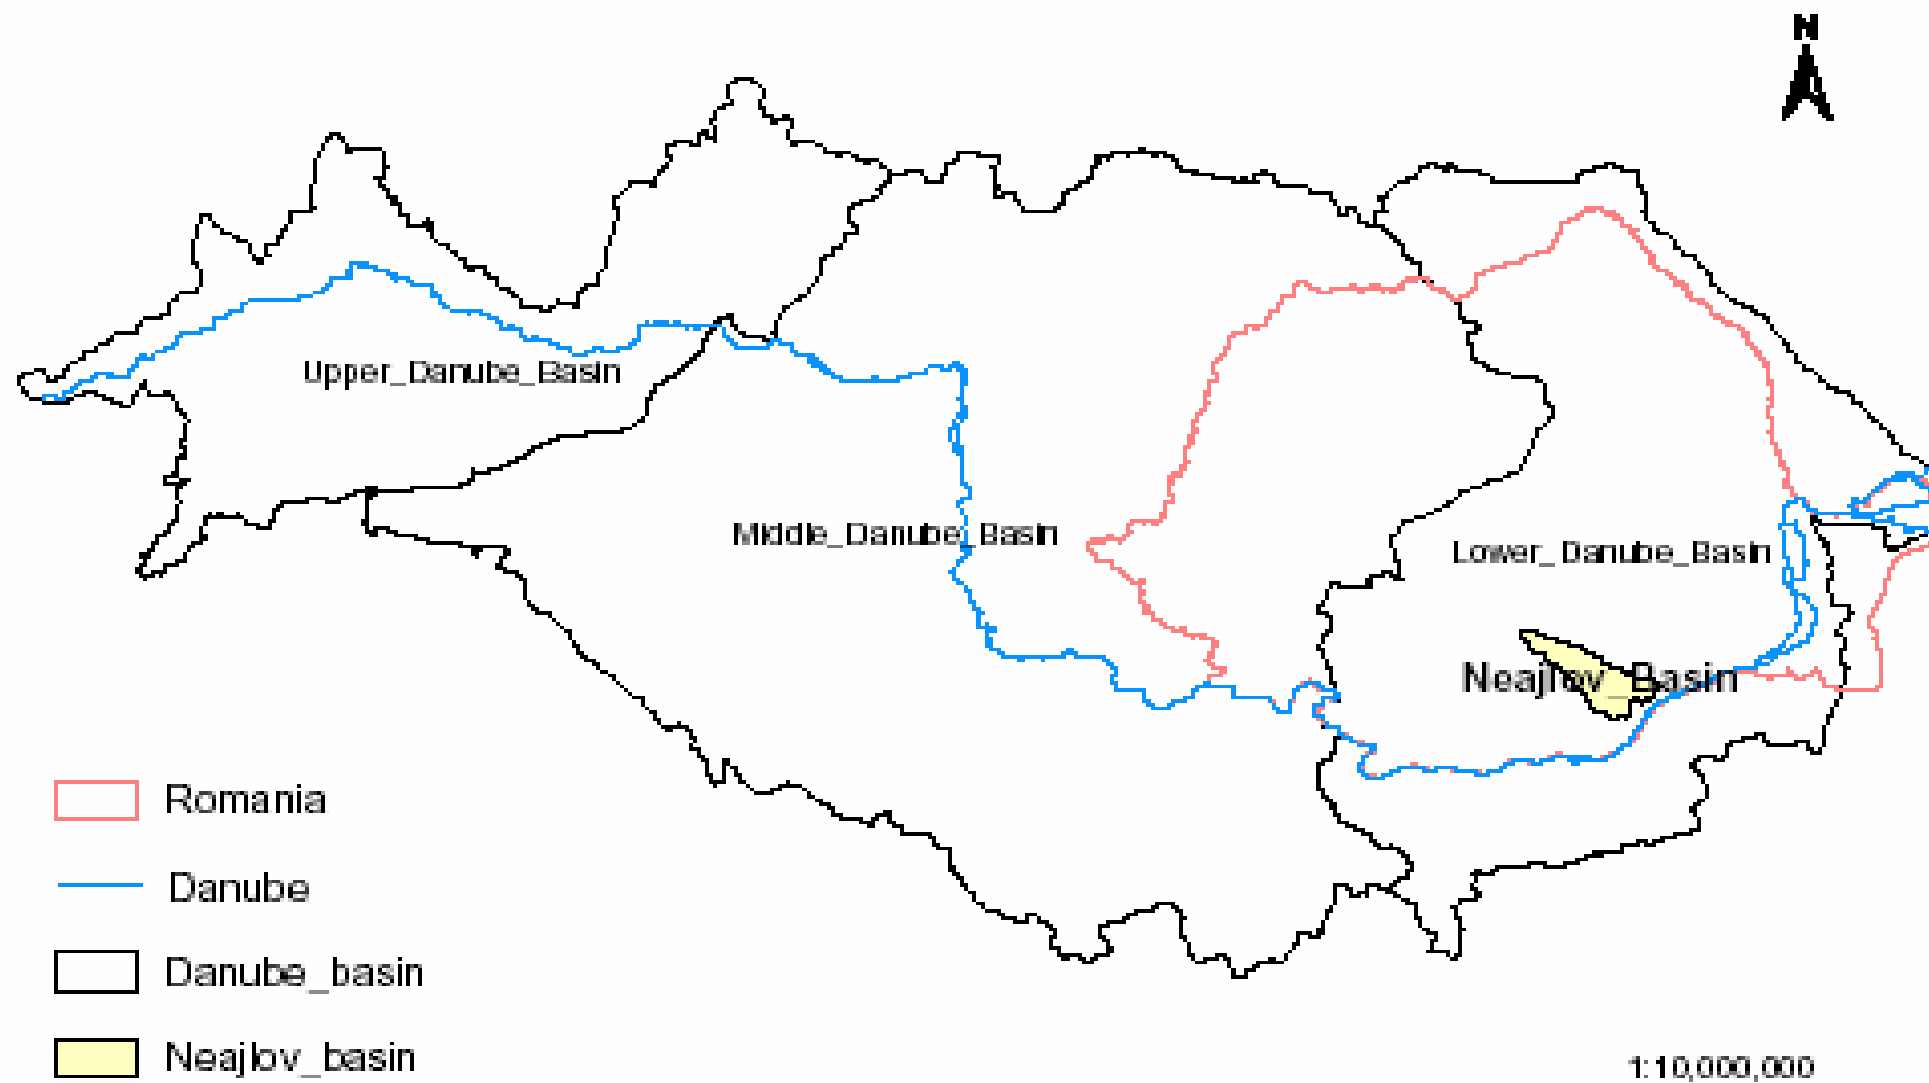 N
Upper_Danube_Basin
Middle_Danube_Basin
Lower_Danube_Basin
Neajlov_Basin
Romania
Danube
Danube_basin
Neajlov_basin
1:10,000,000